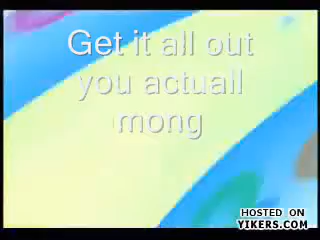 Get it all out
you actuall
mong
HOSTED ON
YIKERS.COM